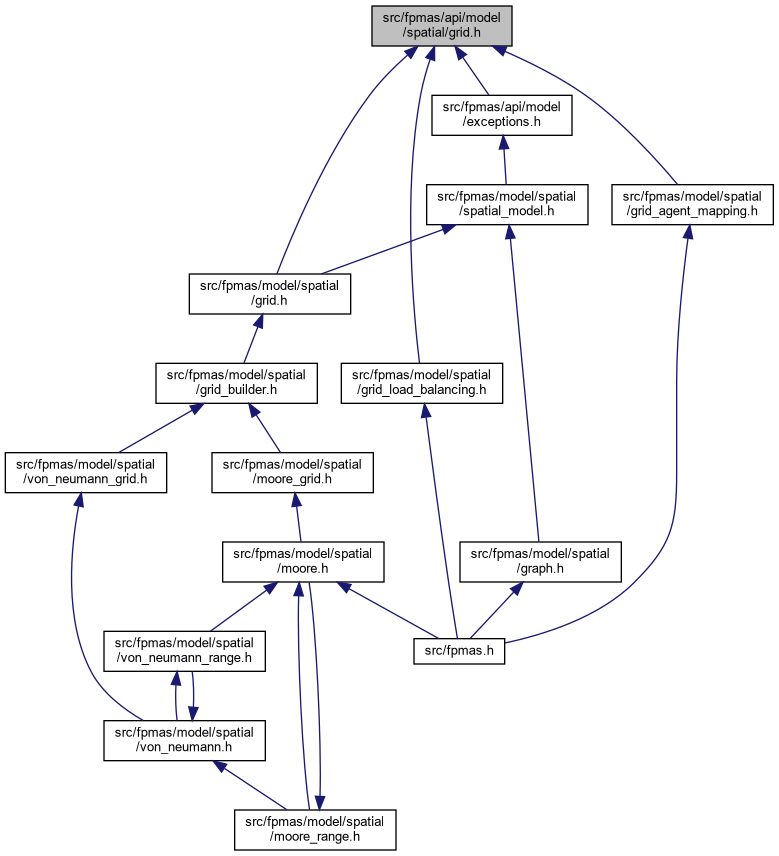 src/fpmas/api/model
/spatial/grid.h
src/fpmas/api/model
/exceptions.h
src/fpmas/model/spatial
/spatial_model.h
src/fpmas/model/spatial
/grid_agent_mapping.h
src/fpmas/model/spatial
/grid.h
src/fpmas/model/spatial
/grid_builder.h
src/fpmas/model/spatial
/grid_load_balancing.h
src/fpmas/model/spatial
/von_neumann_grid.h
src/fpmas/model/spatial
/moore_grid.h
src/fpmas/model/spatial
/moore.h
src/fpmas/model/spatial
/graph.h
src/fpmas/model/spatial
/von_neumann_range.h
src/fpmas.h
src/fpmas/model/spatial
/von_neumann.h
src/fpmas/model/spatial
/moore_range.h